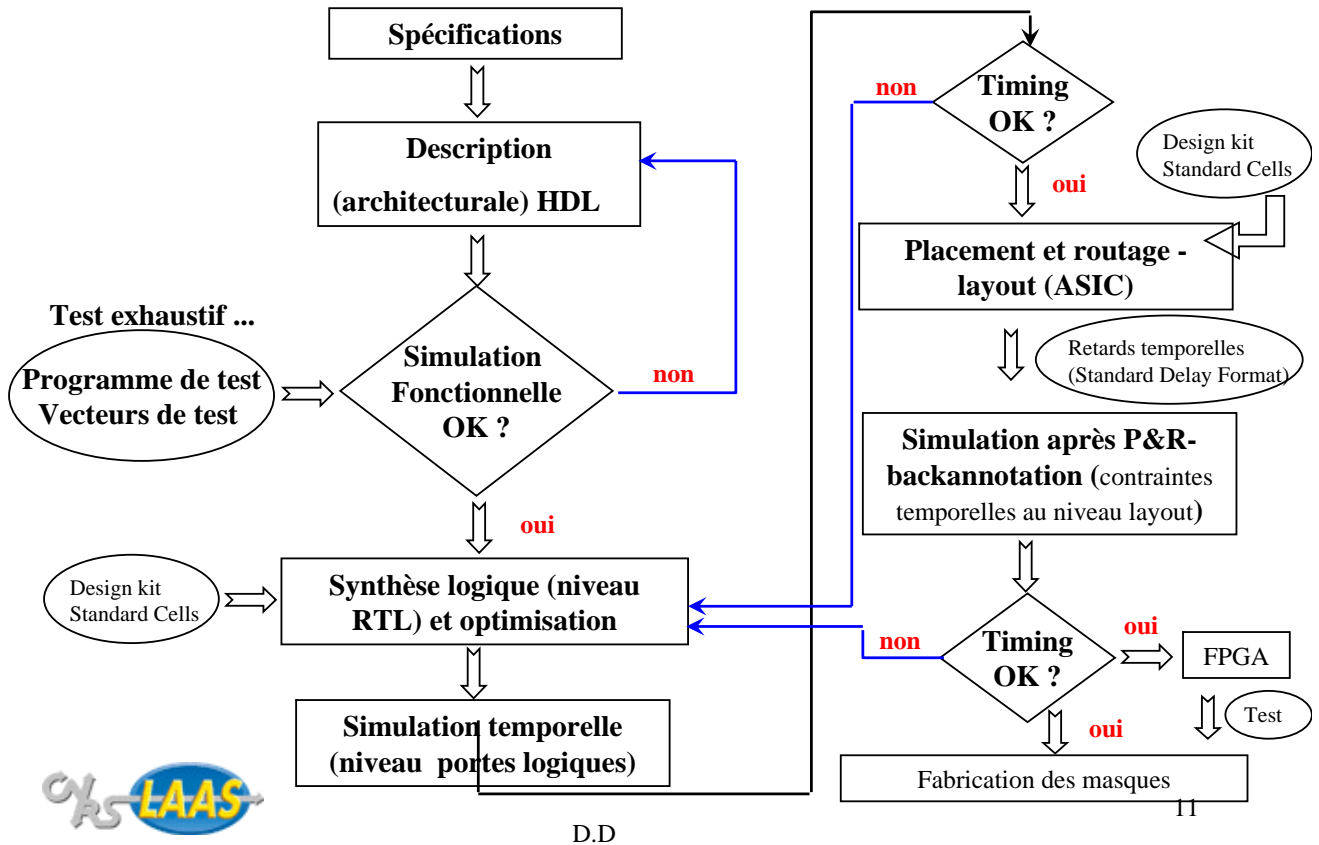 Spécifications
Description
(architecturale) HDL
Test exhaustif ...
Programme de test
Vecteurs de test
Simulation
Fonctionnelle
OK ?
non
oui
Design kit
Standard Cells
Synthèse logique (niveau
RTL) et optimisation
Simulation temporelle
(niveau portes logiques)
Timing
OK ?
non
oui
Design kit
Standard Cells
Placement et routage -
layout (ASIC)
Retards temporelles
(Standard Delay Format)
Simulation après P&R-
backannotation (contraintes
temporelles au niveau layout)
Timing
OK ?
non
oui
FPGA
Test
oui
Fabrication des masques
CNRS
LAAS
D.D
11